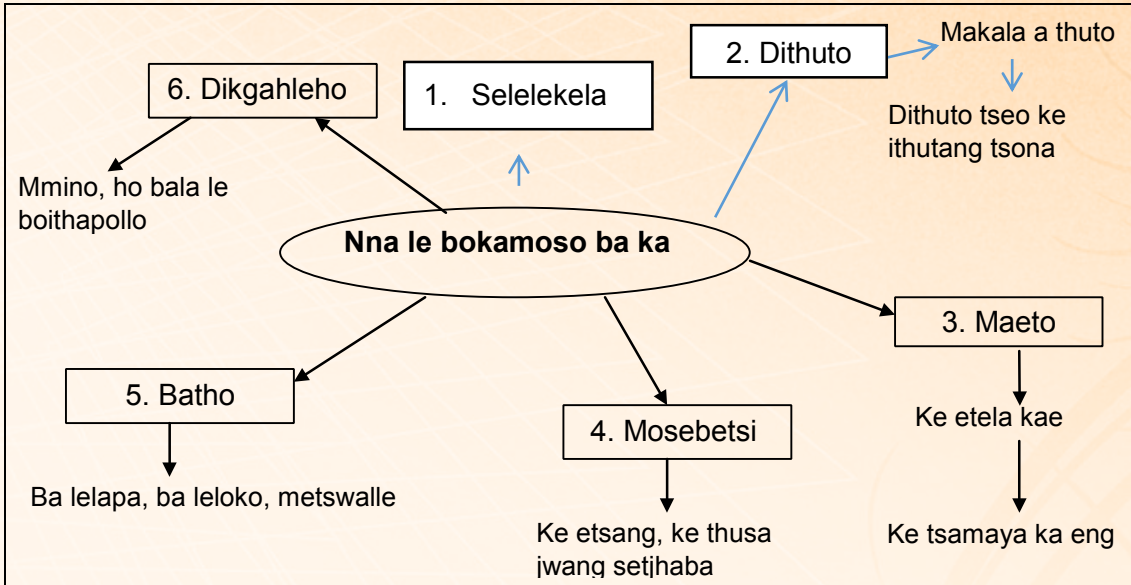 Nna le bokamoso ba ka
1. Selelekela
2. Dithuto
Makala a thuto
Dithuto tseo ke
ithutang tsona
3. Maeto
Ke etela kae
Ke tsamaya ka eng
4. Mosebetsi
Ke etsang, ke thusa
jwang setjhaba
5. Batho
Ba lelapa, ba leloko, metswalle
6. Dikgahleho
Mmino, ho bala le
boithapollo